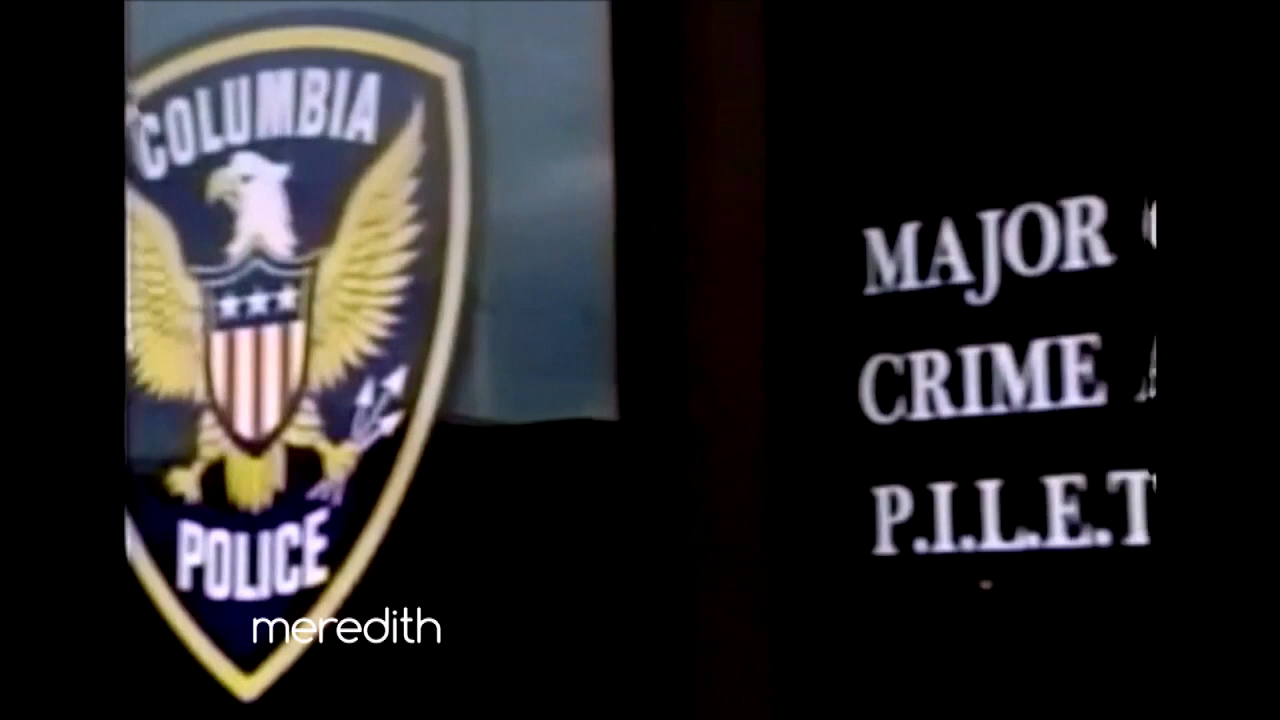 COLUMBIA
POLICE
meredith
MAJOR
CRIME
P.I.L.E.T